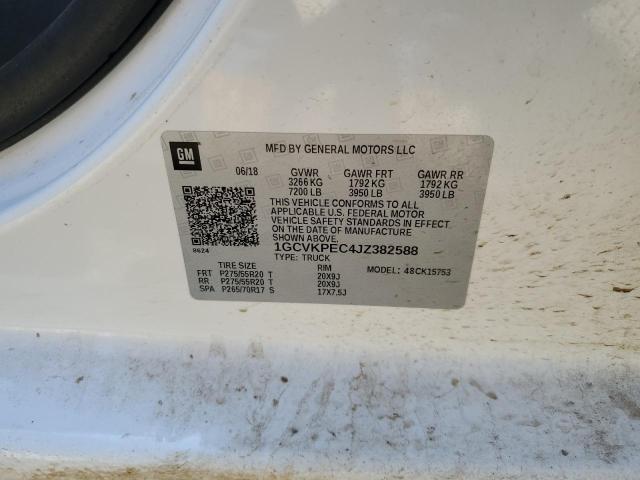 GM
MFD BY GENERAL MOTORS LLC
06/18 GVWR GAWR FRT GAWR RR
3266 KG 1792 KG 1792 KG
7200 LB 3950 LB 3950 LB
THIS VEHICLE CONFORMS TO ALL
APPLICABLE U.S. FEDERAL MOTOR
VEHICLE SAFETY STANDARDS IN EFFECT
ON THE DATE OF MANUFACTURE
SHOWN ABOVE.
8624 1GCVKPEC4JZ382588
TYPE: TRUCK
TIRE SIZE RIM MODEL: 48CK15753
FRT P275/55R20 T 20X9J
RR P275/55R20 T 20X9J
SPA P265/70R17 S 17X7.5J